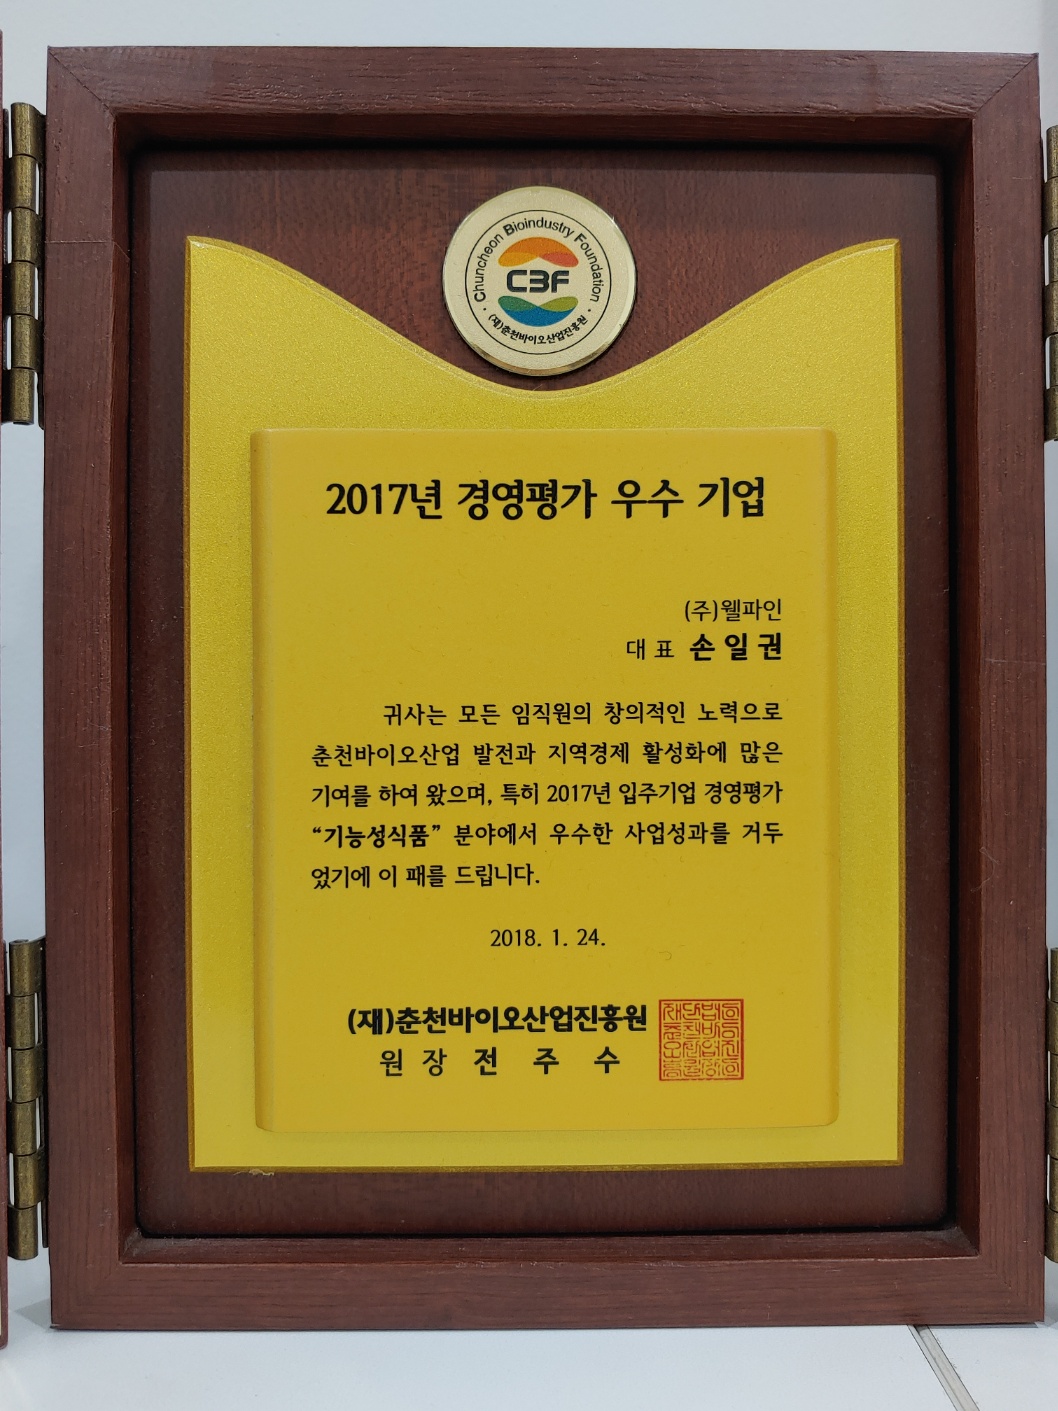 Chuncheon Bioindustry Foundation
CBF
(재)춘천바이오산업진흥원
2017년 경영평가 우수 기업
(주)웰파인
대 표 손 일 권
귀사는 모든 임직원의 창의적인 노력으로
춘천바이오산업 발전과 지역경제 활성화에 많은
기여를 하여 왔으며, 특히 2017년 입주기업 경영평가
“기능성식품” 분야에서 우수한 사업성과를 거두
었기에 이 패를 드립니다.
2018. 1. 24.
(재)춘천바이오산업진흥원
원 장 전 주 수